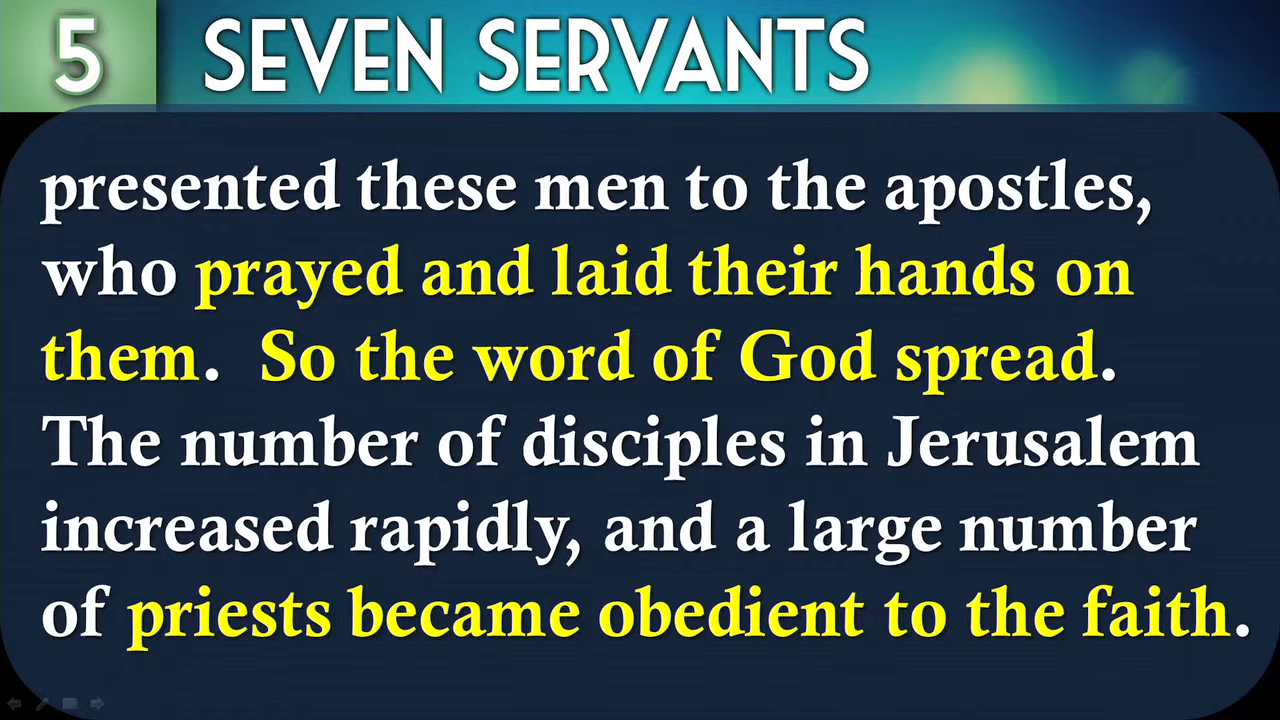 5 SEVEN SERVANTS
presented these men to the apostles,
who prayed and laid their hands on
them. So the word of God spread.
The number of disciples in Jerusalem
increased rapidly, and a large number
of priests became obedient to the faith.